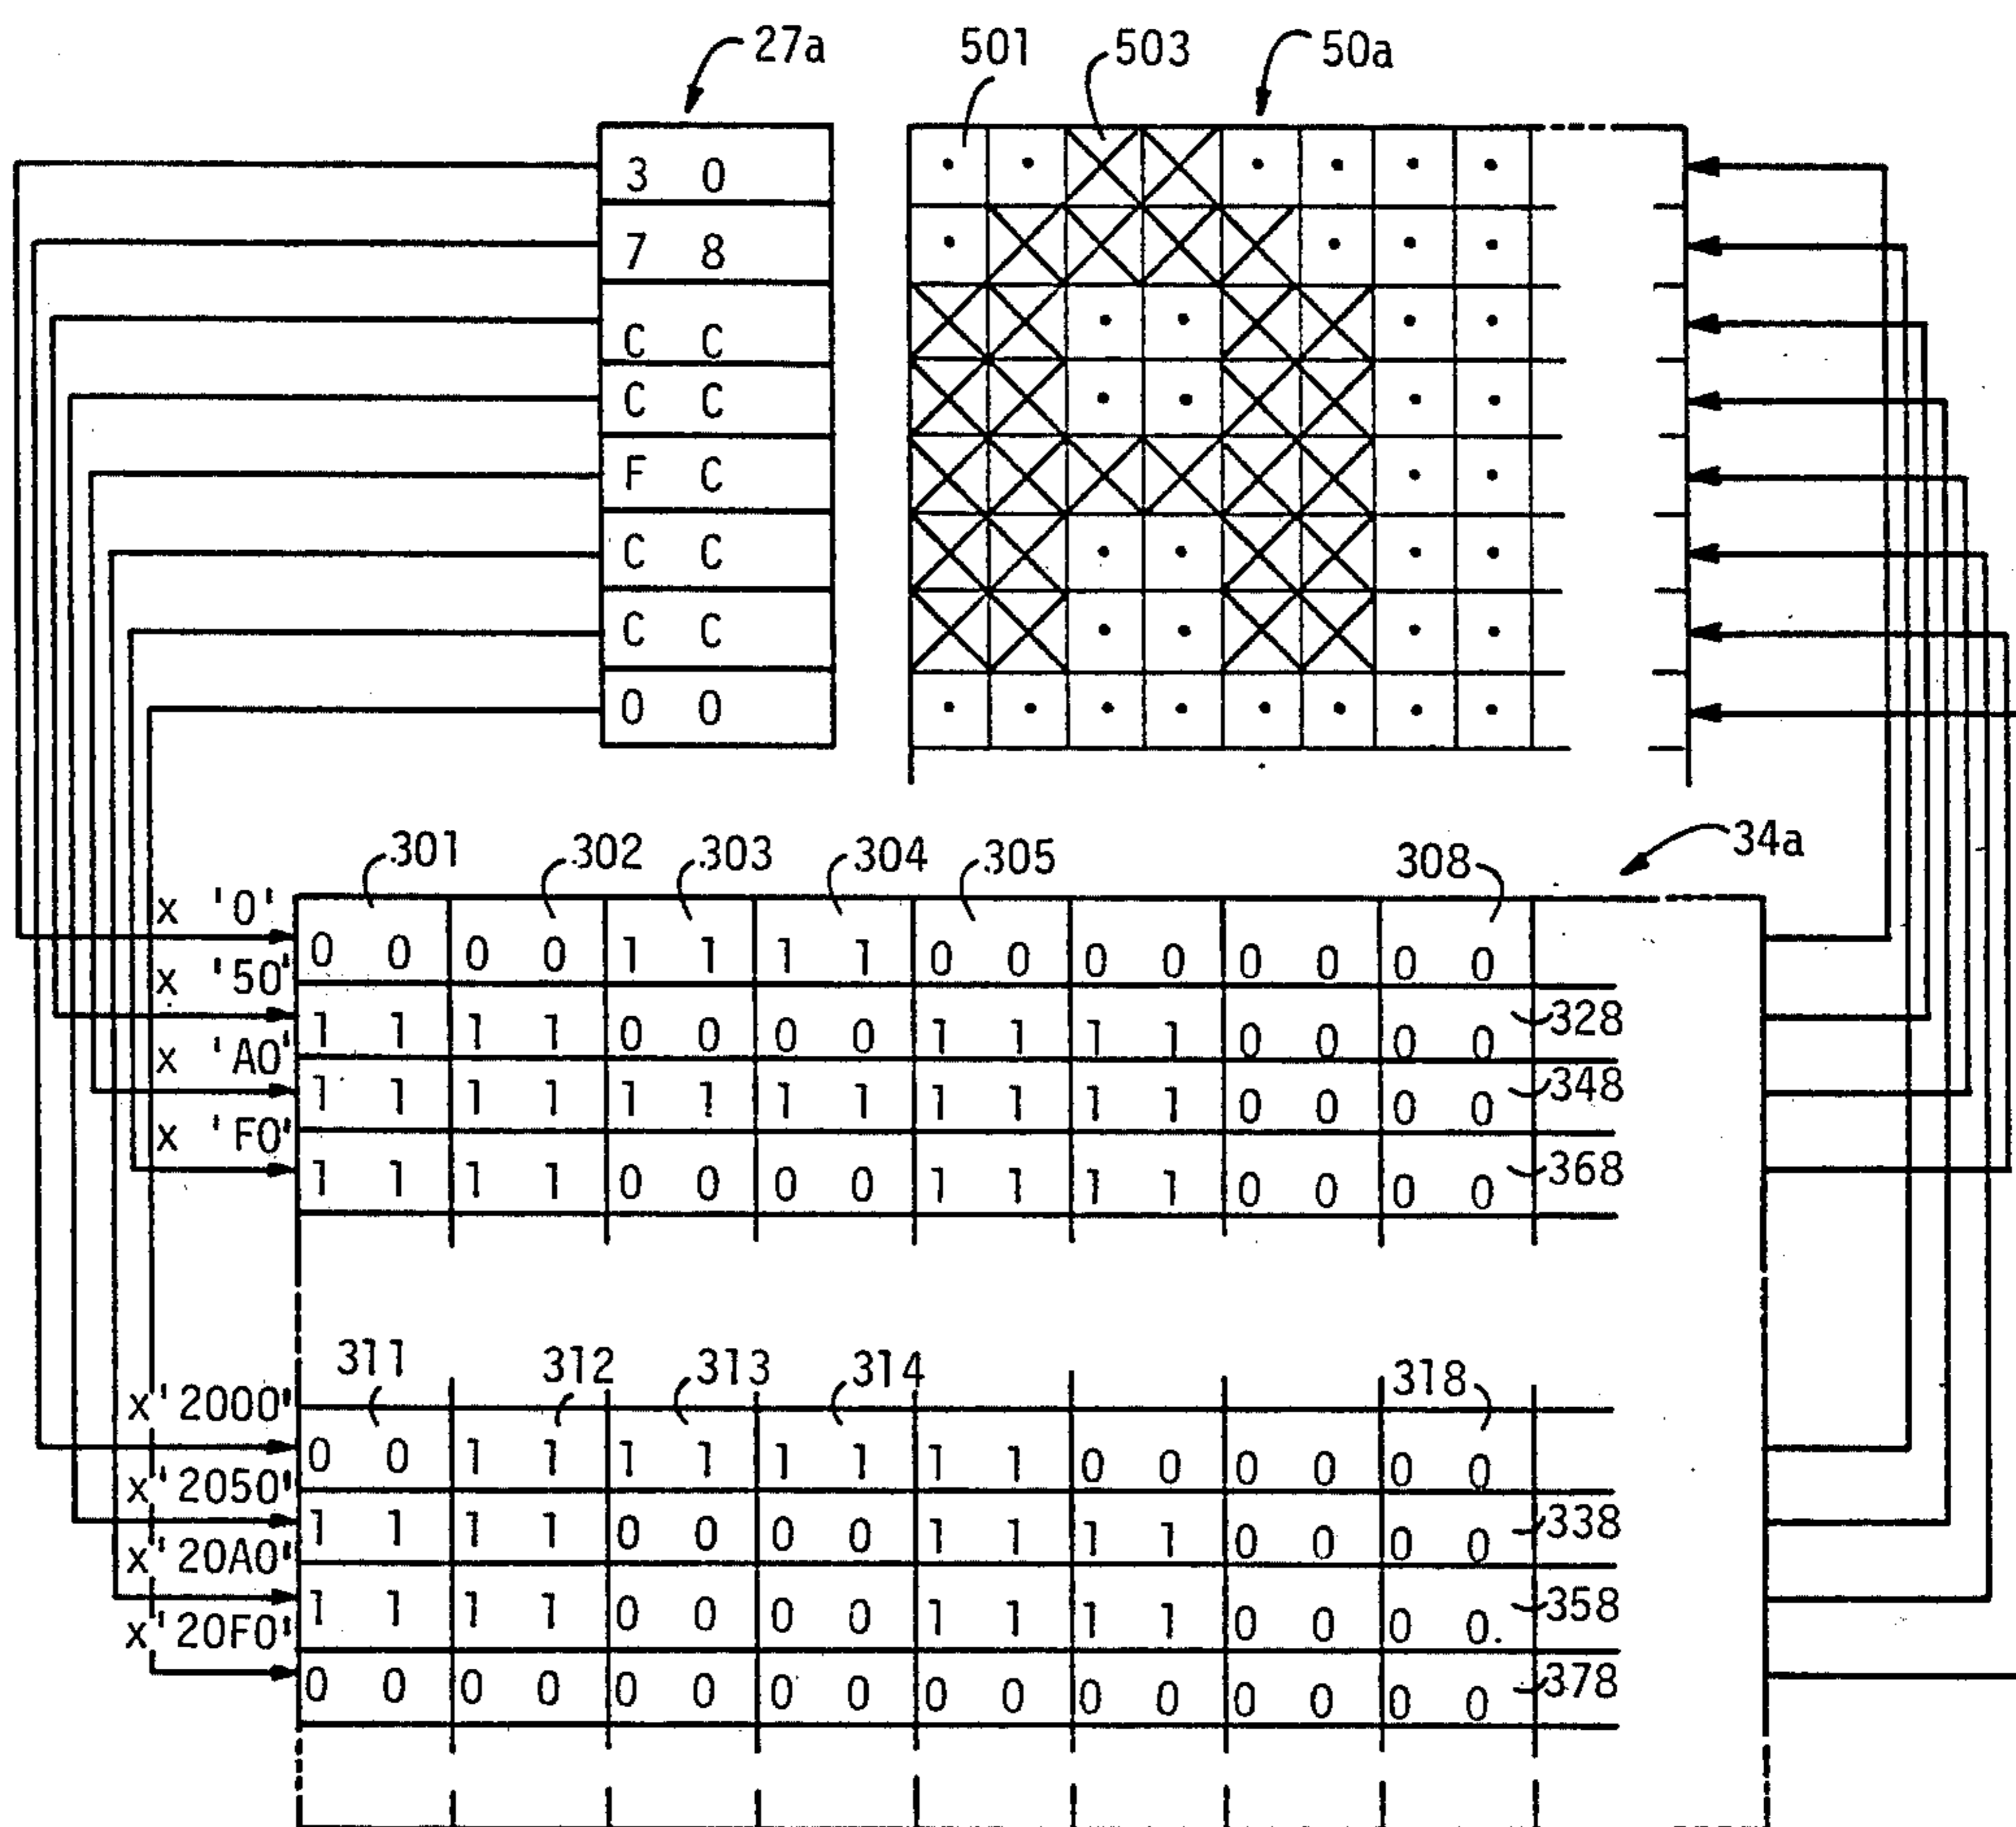 27a 501 503 50a
3 0
7 8
C C
C C
F C
C C
C C
0 0
301 302 303 304 305 308 34a
x '0'
0 0 0 0 1 1 1 1 0 0 0 0 0 0 0 0
x '50'
1 1 1 1 0 0 0 0 1 1 1 1 0 0 0 0 328
x 'A0'
1 1 1 1 1 1 1 1 1 1 1 1 0 0 0 0 348
x 'F0'
1 1 1 1 0 0 0 0 1 1 1 1 0 0 0 0 368
311 312 313 314 318
x'2000'
0 0 1 1 1 1 1 1 1 1 0 0 0 0 0 0
x'2050'
1 1 1 1 0 0 0 0 1 1 1 1 0 0 0 0 338
x'20A0'
1 1 1 1 0 0 0 0 1 1 1 1 0 0 0 0. 358
x'20F0'
0 0 0 0 0 0 0 0 0 0 0 0 0 0 0 0 378